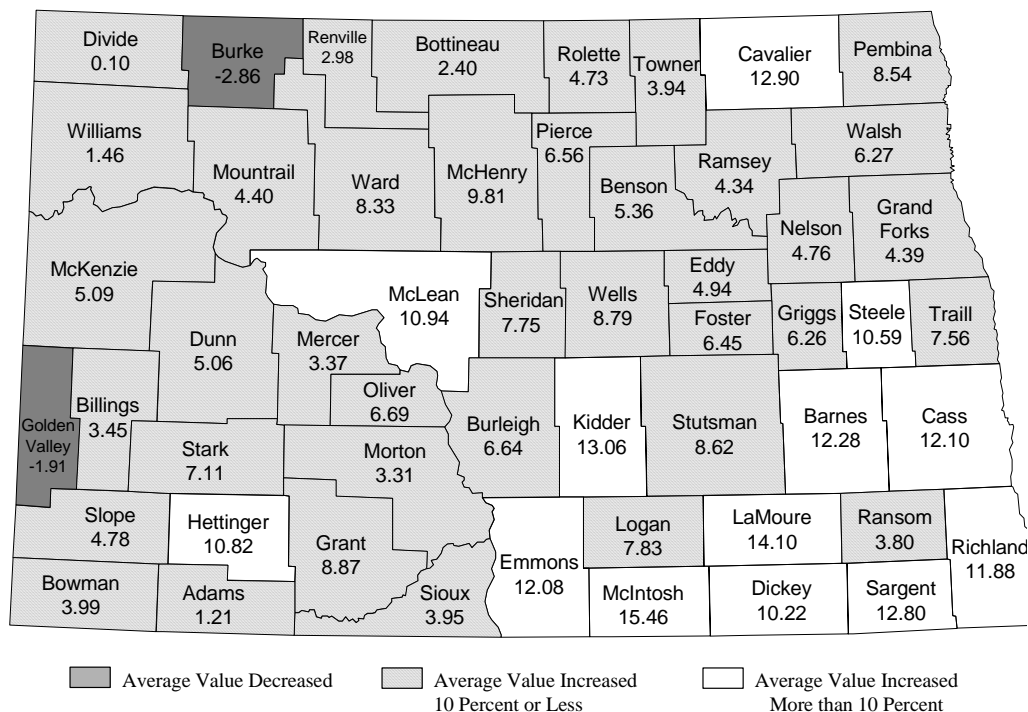 Divide
0.10
Burke
-2.86
Renville
2.98
Bottineau
2.40
Rolette
4.73
Towner
3.94
Cavalier
12.90
Pembina
8.54
Williams
1.46
Mountrail
4.40
Ward
8.33
McHenry
9.81
Pierce
6.56
Benson
5.36
Ramsey
4.34
Walsh
6.27
Nelson
4.76
Grand
Forks
4.39
McKenzie
5.09
Dunn
5.06
Mercer
3.37
McLean
10.94
Sheridan
7.75
Wells
8.79
Eddy
4.94
Foster
6.45
Griggs
6.26
Steele
10.59
Traill
7.56
Golden
Valley
-1.91
Billings
3.45
Stark
7.11
Oliver
6.69
Morton
3.31
Burleigh
6.64
Kidder
13.06
Stutsman
8.62
Barnes
12.28
Cass
12.10
Slope
4.78
Hettinger
10.82
Grant
8.87
Emmons
12.08
Logan
7.83
LaMoure
14.10
Ransom
3.80
Richland
11.88
Bowman
3.99
Adams
1.21
Sioux
3.95
McIntosh
15.46
Dickey
10.22
Sargent
12.80
Average Value Decreased
Average Value Increased
10 Percent or Less
Average Value Increased
More than 10 Percent